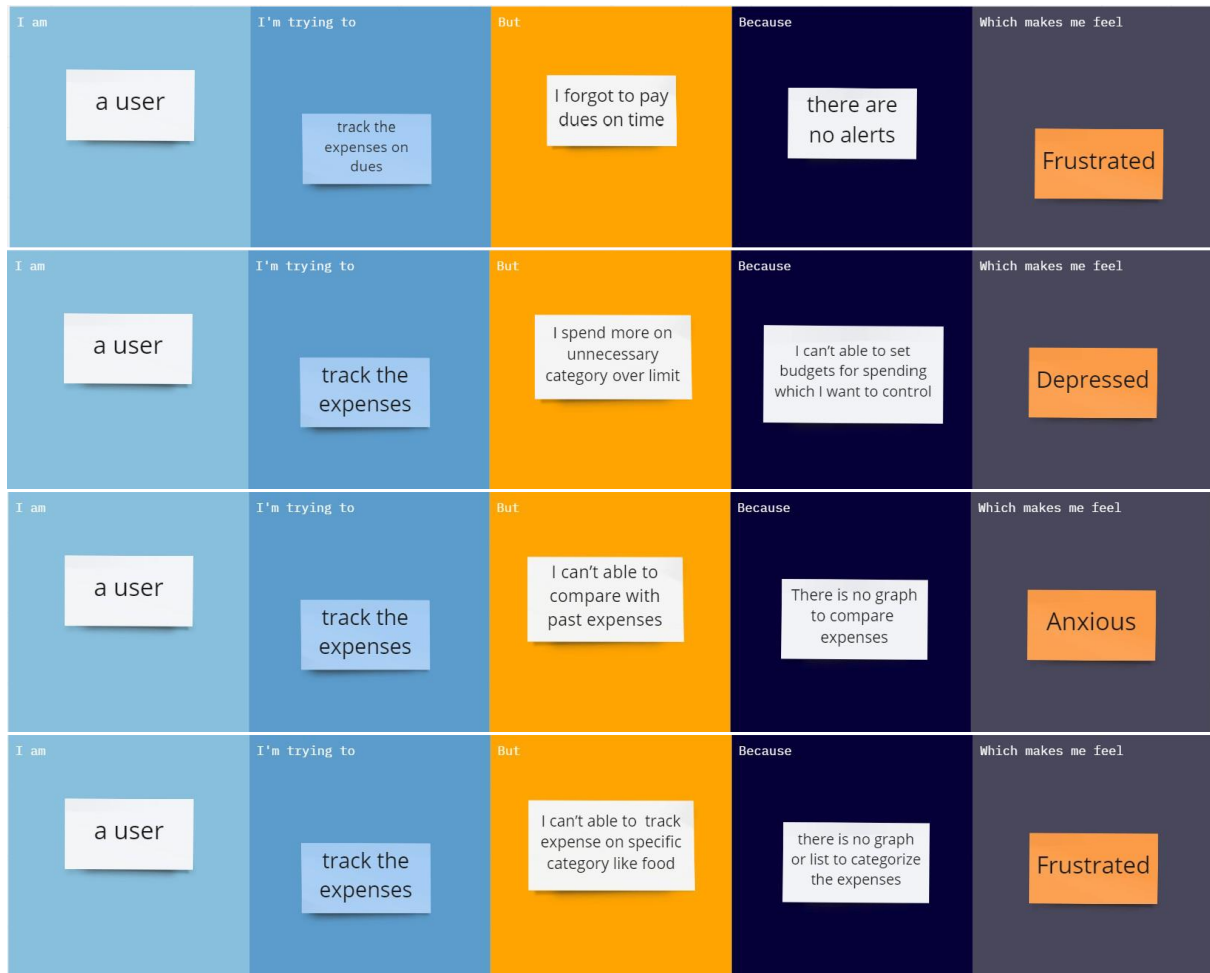 I am
I'm trying to
But
Because
Which makes me feel
a user
track the
expenses on
dues
I forgot to pay
dues on time
there are
no alerts
Frustrated
I am
I'm trying to
But
Because
Which makes me feel
a user
track the
expenses
I spend more on
unnecessary
category over limit
I can't able to set
budgets for spending
which I want to control
Depressed
I am
I'm trying to
But
Because
Which makes me feel
a user
track the
expenses
I can't able to
compare with
past expenses
There is no graph
to compare
expenses
Anxious
I am
I'm trying to
But
Because
Which makes me feel
a user
track the
expenses
I can't able to  track
expense on specific
category like food
there is no graph
or list to categorize
the expenses
Frustrated